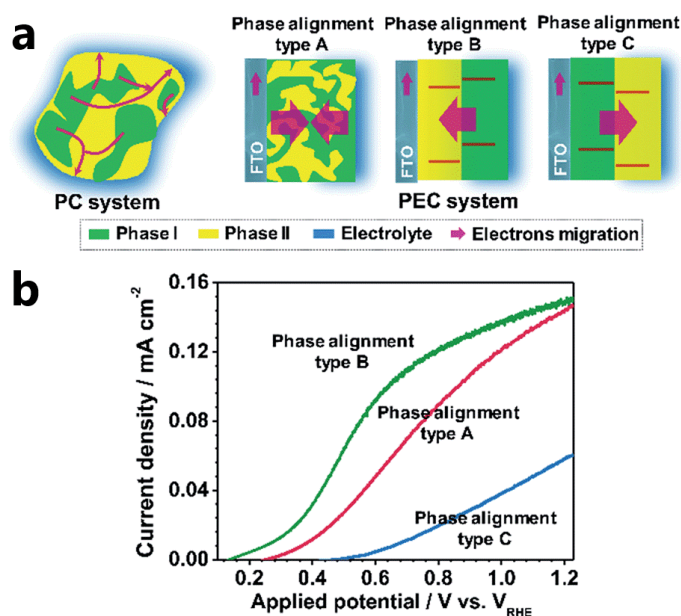 a
Phase alignment
type A
Phase alignment
type B
Phase alignment
type C
FTO
FTO
FTO
PC system
PEC system
Phase I
Phase II
Electrolyte
Electrons migration
b
Current density / mA cm⁻²
0.16
0.12
0.08
0.04
0.00
Phase alignment
type B
Phase alignment
type A
Phase alignment
type C
0.2 0.4 0.6 0.8 1.0 1.2
Applied potential / V vs. V_RHE